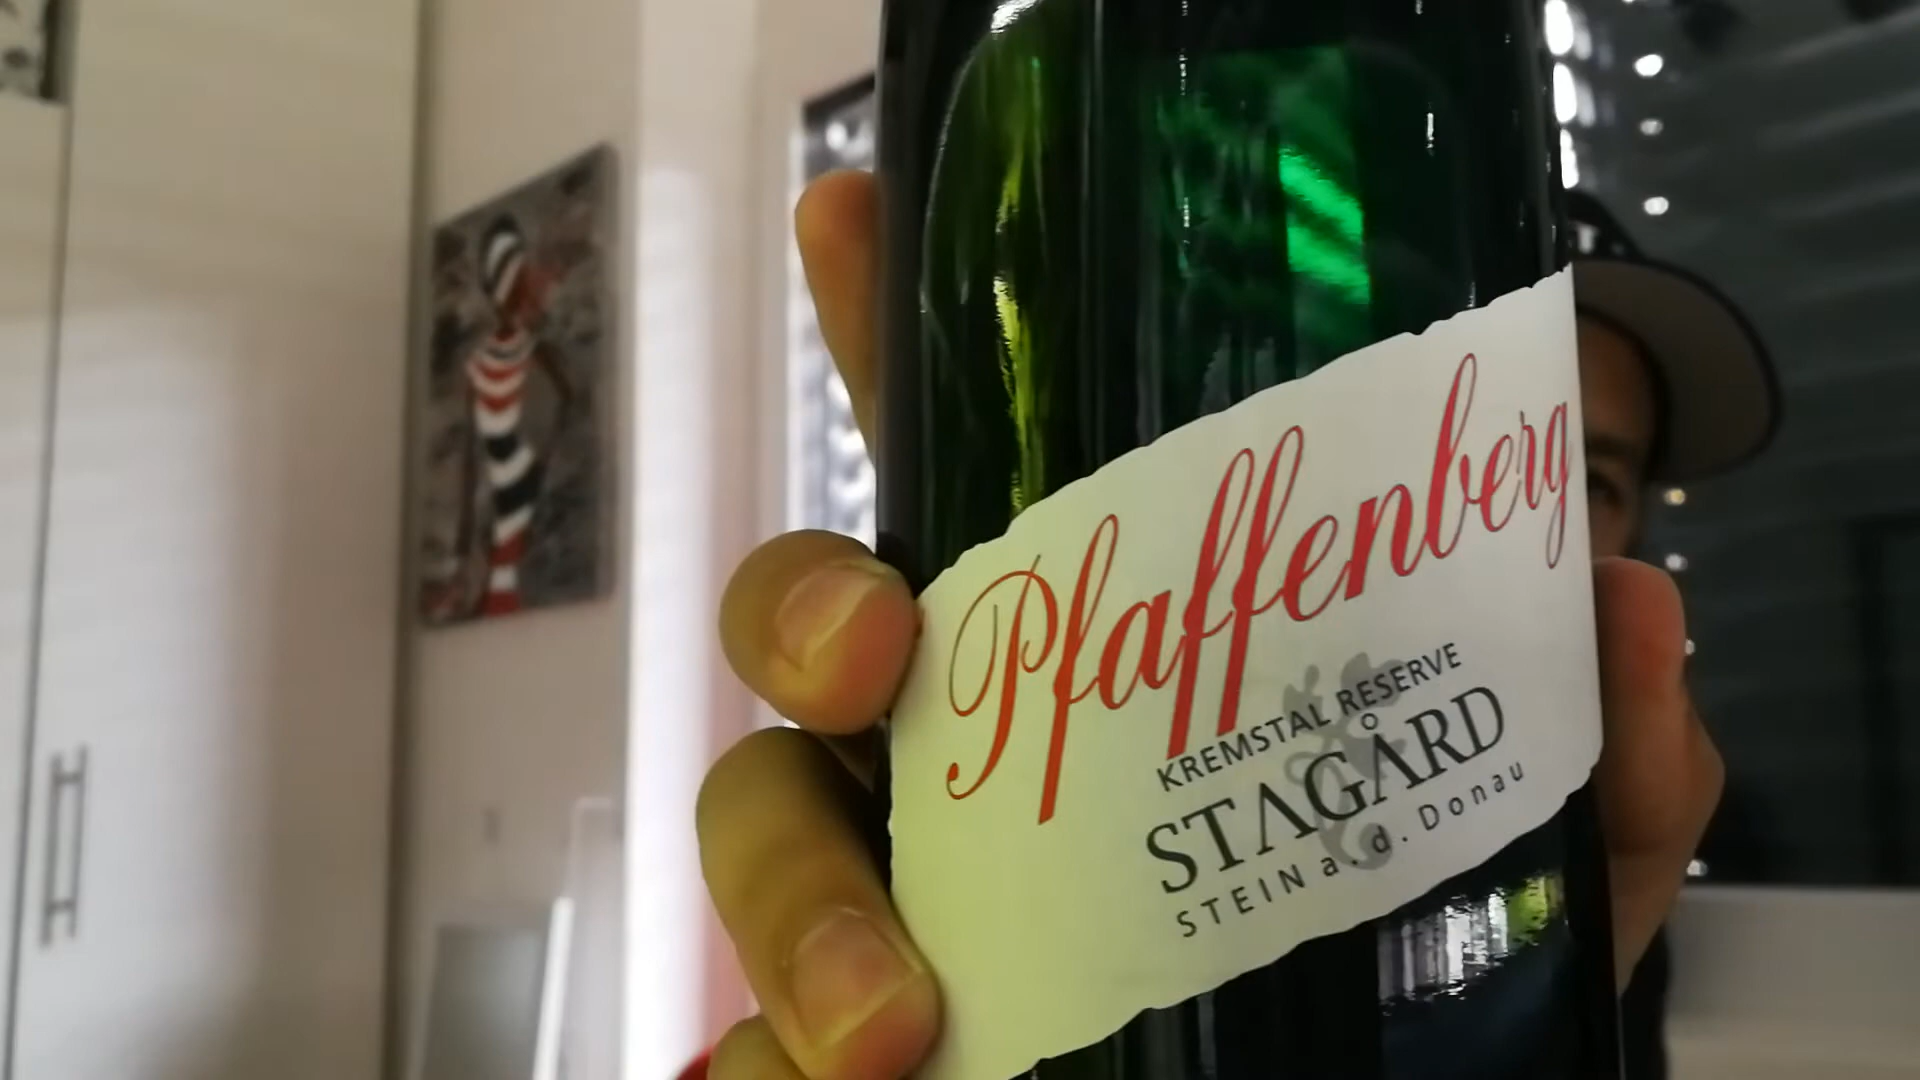 Pfaffenberg
KREMSTAL RESERVE
STAGÅRD
STEIN a.d. Donau